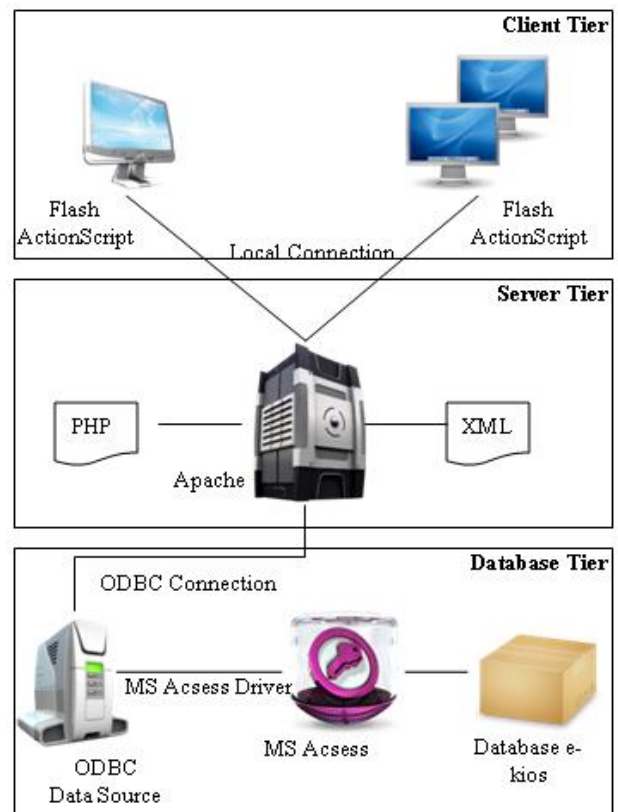 Client Tier
Flash
ActionScript
Flash
ActionScript
Local Connection
Server Tier
PHP
XML
Apache
Database Tier
ODBC Connection
MS Acsess Driver
MS Acsess
Database e-
kios
ODBC
Data Source